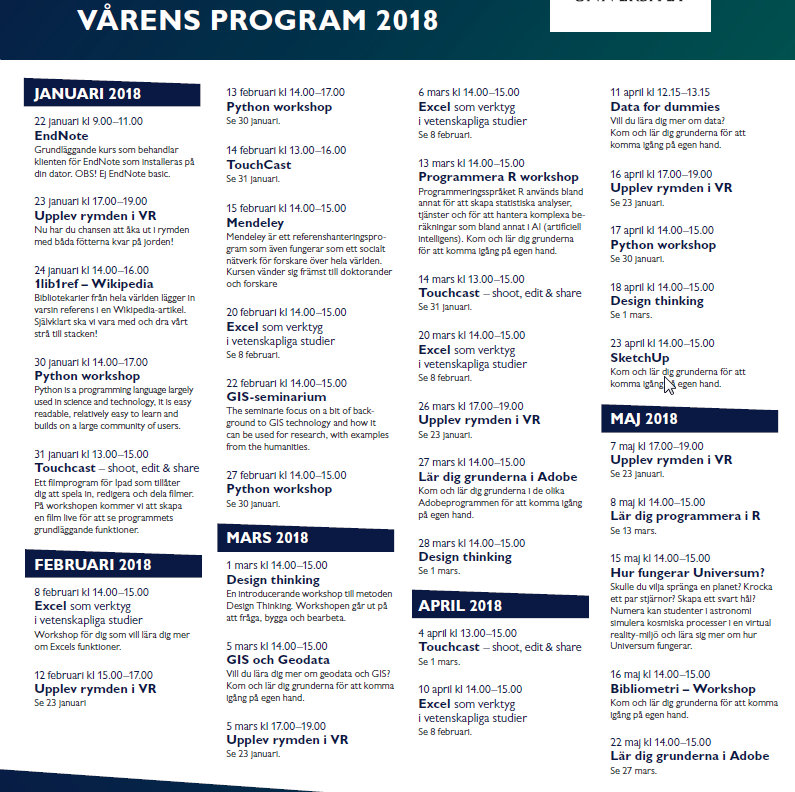 VÅRENS PROGRAM 2018
JANUARI 2018
22 januari kl 9.00–11.00
EndNote
Grundläggande kurs som behandlar
klienten för EndNote som installeras på
din dator. OBS! Ej EndNote basic.
23 januari kl 17.00–19.00
Upplev rymden i VR
Nu har du chansen att åka ut i rymden
med båda fötterna kvar på jorden!
24 januari kl 14.00–16.00
1lib1ref – Wikipedia
Bibliotekarier från hela världen lägger in
varsin referens i en Wikipedia-artikel.
Självklart ska vi vara med och dra vårt
strå till stacken!
30 januari kl 14.00–17.00
Python workshop
Python is a programming language largely
used in science and technology, it is easy
readable, relatively easy to learn and
builds on a large community of users.
31 januari kl 13.00–15.00
Touchcast – shoot, edit & share
Ett filmprogram för Ipad som tillåter
dig att spela in, redigera och dela filmer.
På workshopen kommer vi att skapa
en film live för att se programmets
grundläggande funktioner.
FEBRUARI 2018
8 februari kl 14.00–15.00
Excel som verktyg
i vetenskapliga studier
Workshop för dig som vill lära dig mer
om Excels funktioner.
12 februari kl 15.00–17.00
Upplev rymden i VR
Se 23 januari
13 februari kl 14.00–17.00
Python workshop
Se 30 januari.
14 februari kl 13.00–16.00
TouchCast
Se 31 januari.
15 februari kl 14.00–15.00
Mendeley
Mendeley är ett referenshanteringspro-
gram som även fungerar som ett socialt
nätverk för forskare över hela världen.
Kursen vänder sig främst till doktorander
och forskare
20 februari kl 14.00–15.00
Excel som verktyg
i vetenskapliga studier
Se 8 februari.
22 februari kl 14.00–15.00
GIS-seminarium
The seminarie focus on a bit of back-
ground to GIS technology and how it
can be used for research, with examples
from the humanities.
27 februari kl 14.00–15.00
Python workshop
Se 30 januari.
MARS 2018
1 mars kl 14.00–15.00
Design thinking
En introducerande workshop till metoden
Design Thinking. Workshopen går ut på
att fråga, bygga och bearbeta.
5 mars kl 14.00–15.00
GIS och Geodata
Vill du lära dig mer om geodata och GIS?
Kom och lär dig grunderna för att komma
igång på egen hand.
5 mars kl 17.00–19.00
Upplev rymden i VR
Se 23 januari.
6 mars kl 14.00–15.00
Excel som verktyg
i vetenskapliga studier
Se 8 februari.
13 mars kl 14.00–15.00
Programmera R workshop
Programmeringsspråket R används bland
annat för att skapa statistiska analyser,
tjänster och för att hantera komplexa be-
räkningar som bland annat i AI (artificiell
intelligens). Kom och lär dig grunderna
för att komma igång på egen hand.
14 mars kl 13.00–15.00
Touchcast – shoot, edit & share
Se 31 januari.
20 mars kl 14.00–15.00
Excel som verktyg
i vetenskapliga studier
Se 8 februari.
26 mars kl 17.00–19.00
Upplev rymden i VR
Se 23 januari.
27 mars kl 14.00–15.00
Lär dig grunderna i Adobe
Kom och lär dig grunderna i de olika
Adobeprogrammen för att komma igång
på egen hand.
28 mars kl 14.00–15.00
Design thinking
Se 1 mars.
APRIL 2018
4 april kl 13.00–15.00
Touchcast – shoot, edit & share
Se 1 mars.
10 april kl 14.00–15.00
Excel som verktyg
i vetenskapliga studier
Se 8 februari.
11 april kl 12.15–13.15
Data for dummies
Vill du lära dig mer om data?
Kom och lär dig grunderna för att
komma igång på egen hand.
16 april kl 17.00–19.00
Upplev rymden i VR
Se 23 januari.
17 april kl 14.00–15.00
Python workshop
Se 30 januari.
18 april kl 14.00–15.00
Design thinking
Se 1 mars.
23 april kl 14.00–15.00
SketchUp
Kom och lär dig grunderna för att
komma igång på egen hand.
MAJ 2018
7 maj kl 17.00–19.00
Upplev rymden i VR
Se 23 januari.
8 maj kl 14.00–15.00
Lär dig programmera i R
Se 13 mars.
15 maj kl 14.00–15.00
Hur fungerar Universum?
Skulle du vilja spränga en planet? Krocka
ett par stjärnor? Skapa ett svart hål?
Numera kan studenter i astronomi
simulera kosmiska processer i en virtual
reality-miljö och lära sig mer om hur
Universum fungerar.
16 maj kl 14.00–15.00
Bibliometri – Workshop
Kom och lär dig grunderna för att komma
igång på egen hand.
22 maj kl 14.00–15.00
Lär dig grunderna i Adobe
Se 27 mars.